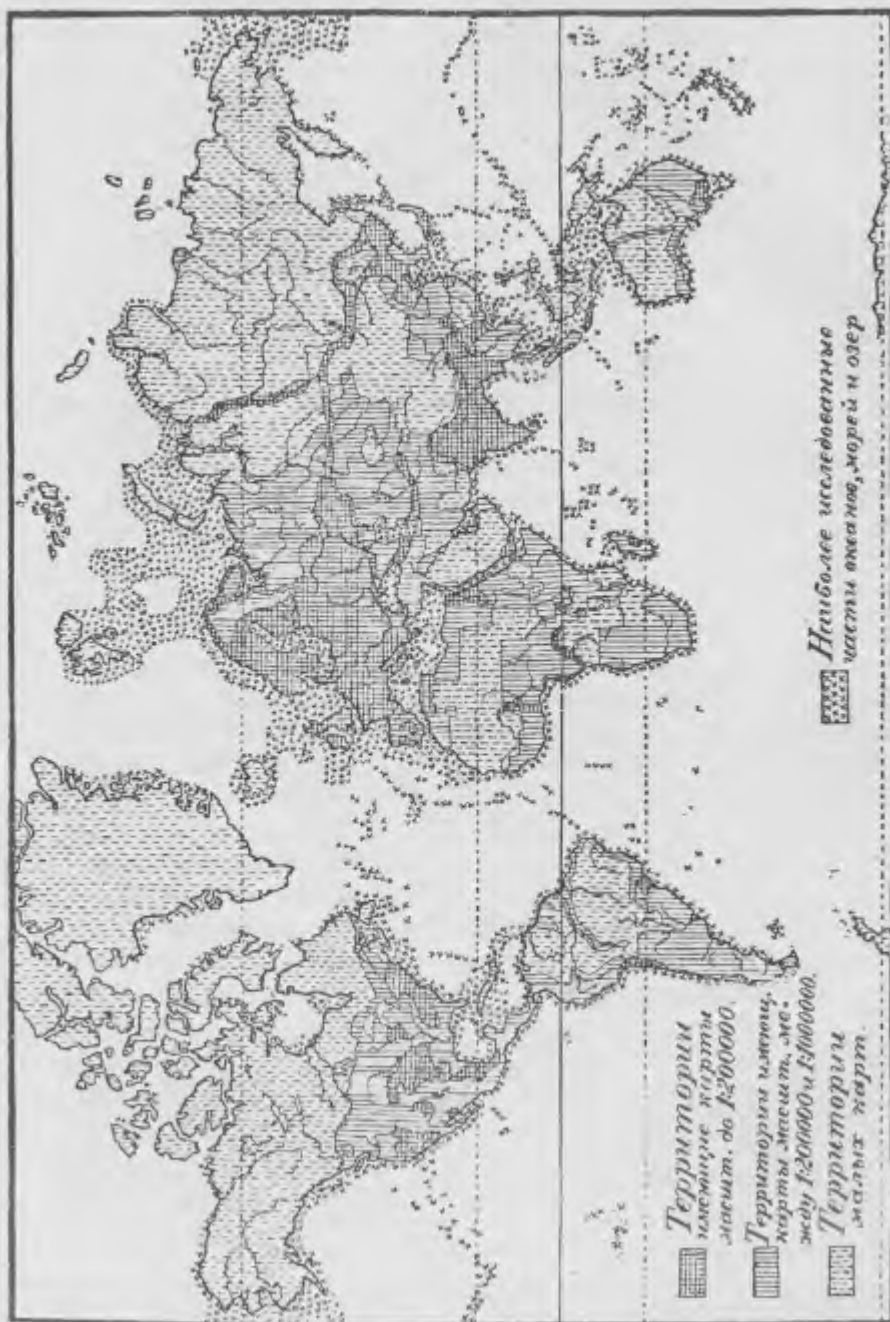 Территории
имеющие карты
масшт. до 1:200000.
Территории имеющ.
карты масшт. ме-
жду 1:200000 и 1:1000000.
Территории
малых карт.
Наиболее исследованные
части океанов, морей и озер